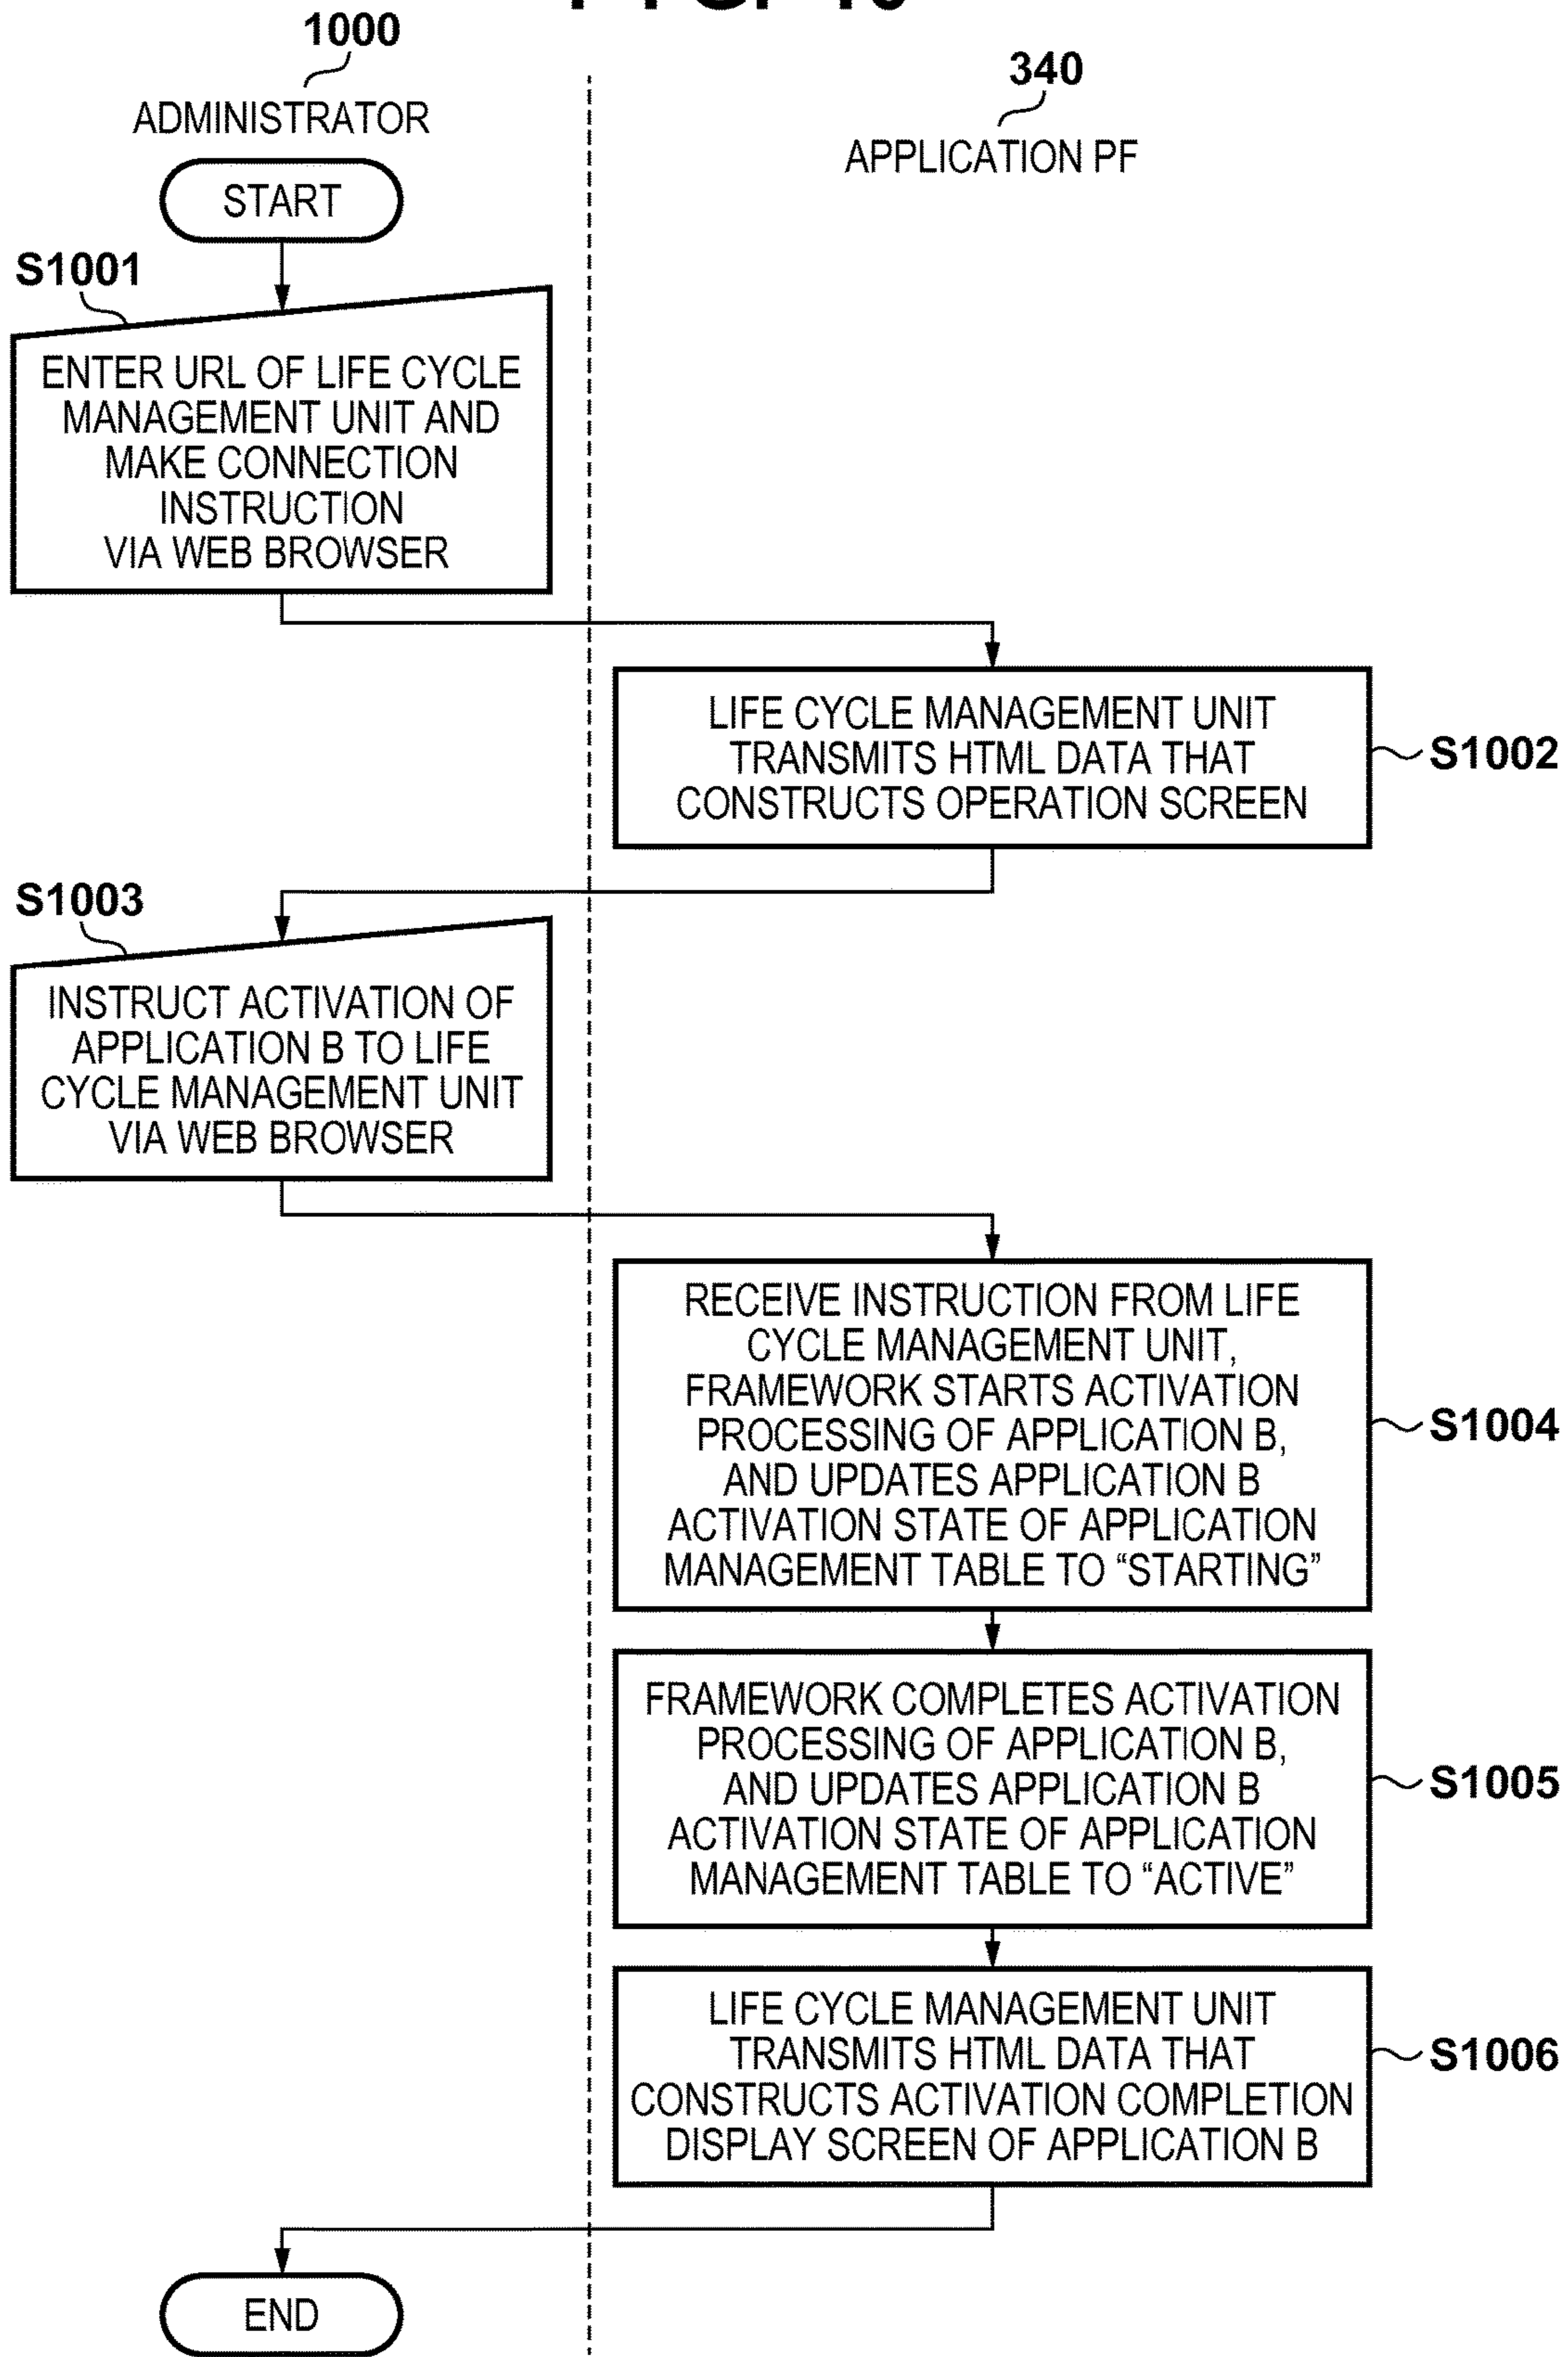 1000
ADMINISTRATOR
340
APPLICATION PF
START
S1001
ENTER URL OF LIFE CYCLE
MANAGEMENT UNIT AND
MAKE CONNECTION
INSTRUCTION
VIA WEB BROWSER
LIFE CYCLE MANAGEMENT UNIT
TRANSMITS HTML DATA THAT
CONSTRUCTS OPERATION SCREEN
S1002
S1003
INSTRUCT ACTIVATION OF
APPLICATION B TO LIFE
CYCLE MANAGEMENT UNIT
VIA WEB BROWSER
RECEIVE INSTRUCTION FROM LIFE
CYCLE MANAGEMENT UNIT,
FRAMEWORK STARTS ACTIVATION
PROCESSING OF APPLICATION B,
AND UPDATES APPLICATION B
ACTIVATION STATE OF APPLICATION
MANAGEMENT TABLE TO “STARTING”
S1004
FRAMEWORK COMPLETES ACTIVATION
PROCESSING OF APPLICATION B,
AND UPDATES APPLICATION B
ACTIVATION STATE OF APPLICATION
MANAGEMENT TABLE TO “ACTIVE”
S1005
LIFE CYCLE MANAGEMENT UNIT
TRANSMITS HTML DATA THAT
CONSTRUCTS ACTIVATION COMPLETION
DISPLAY SCREEN OF APPLICATION B
S1006
END